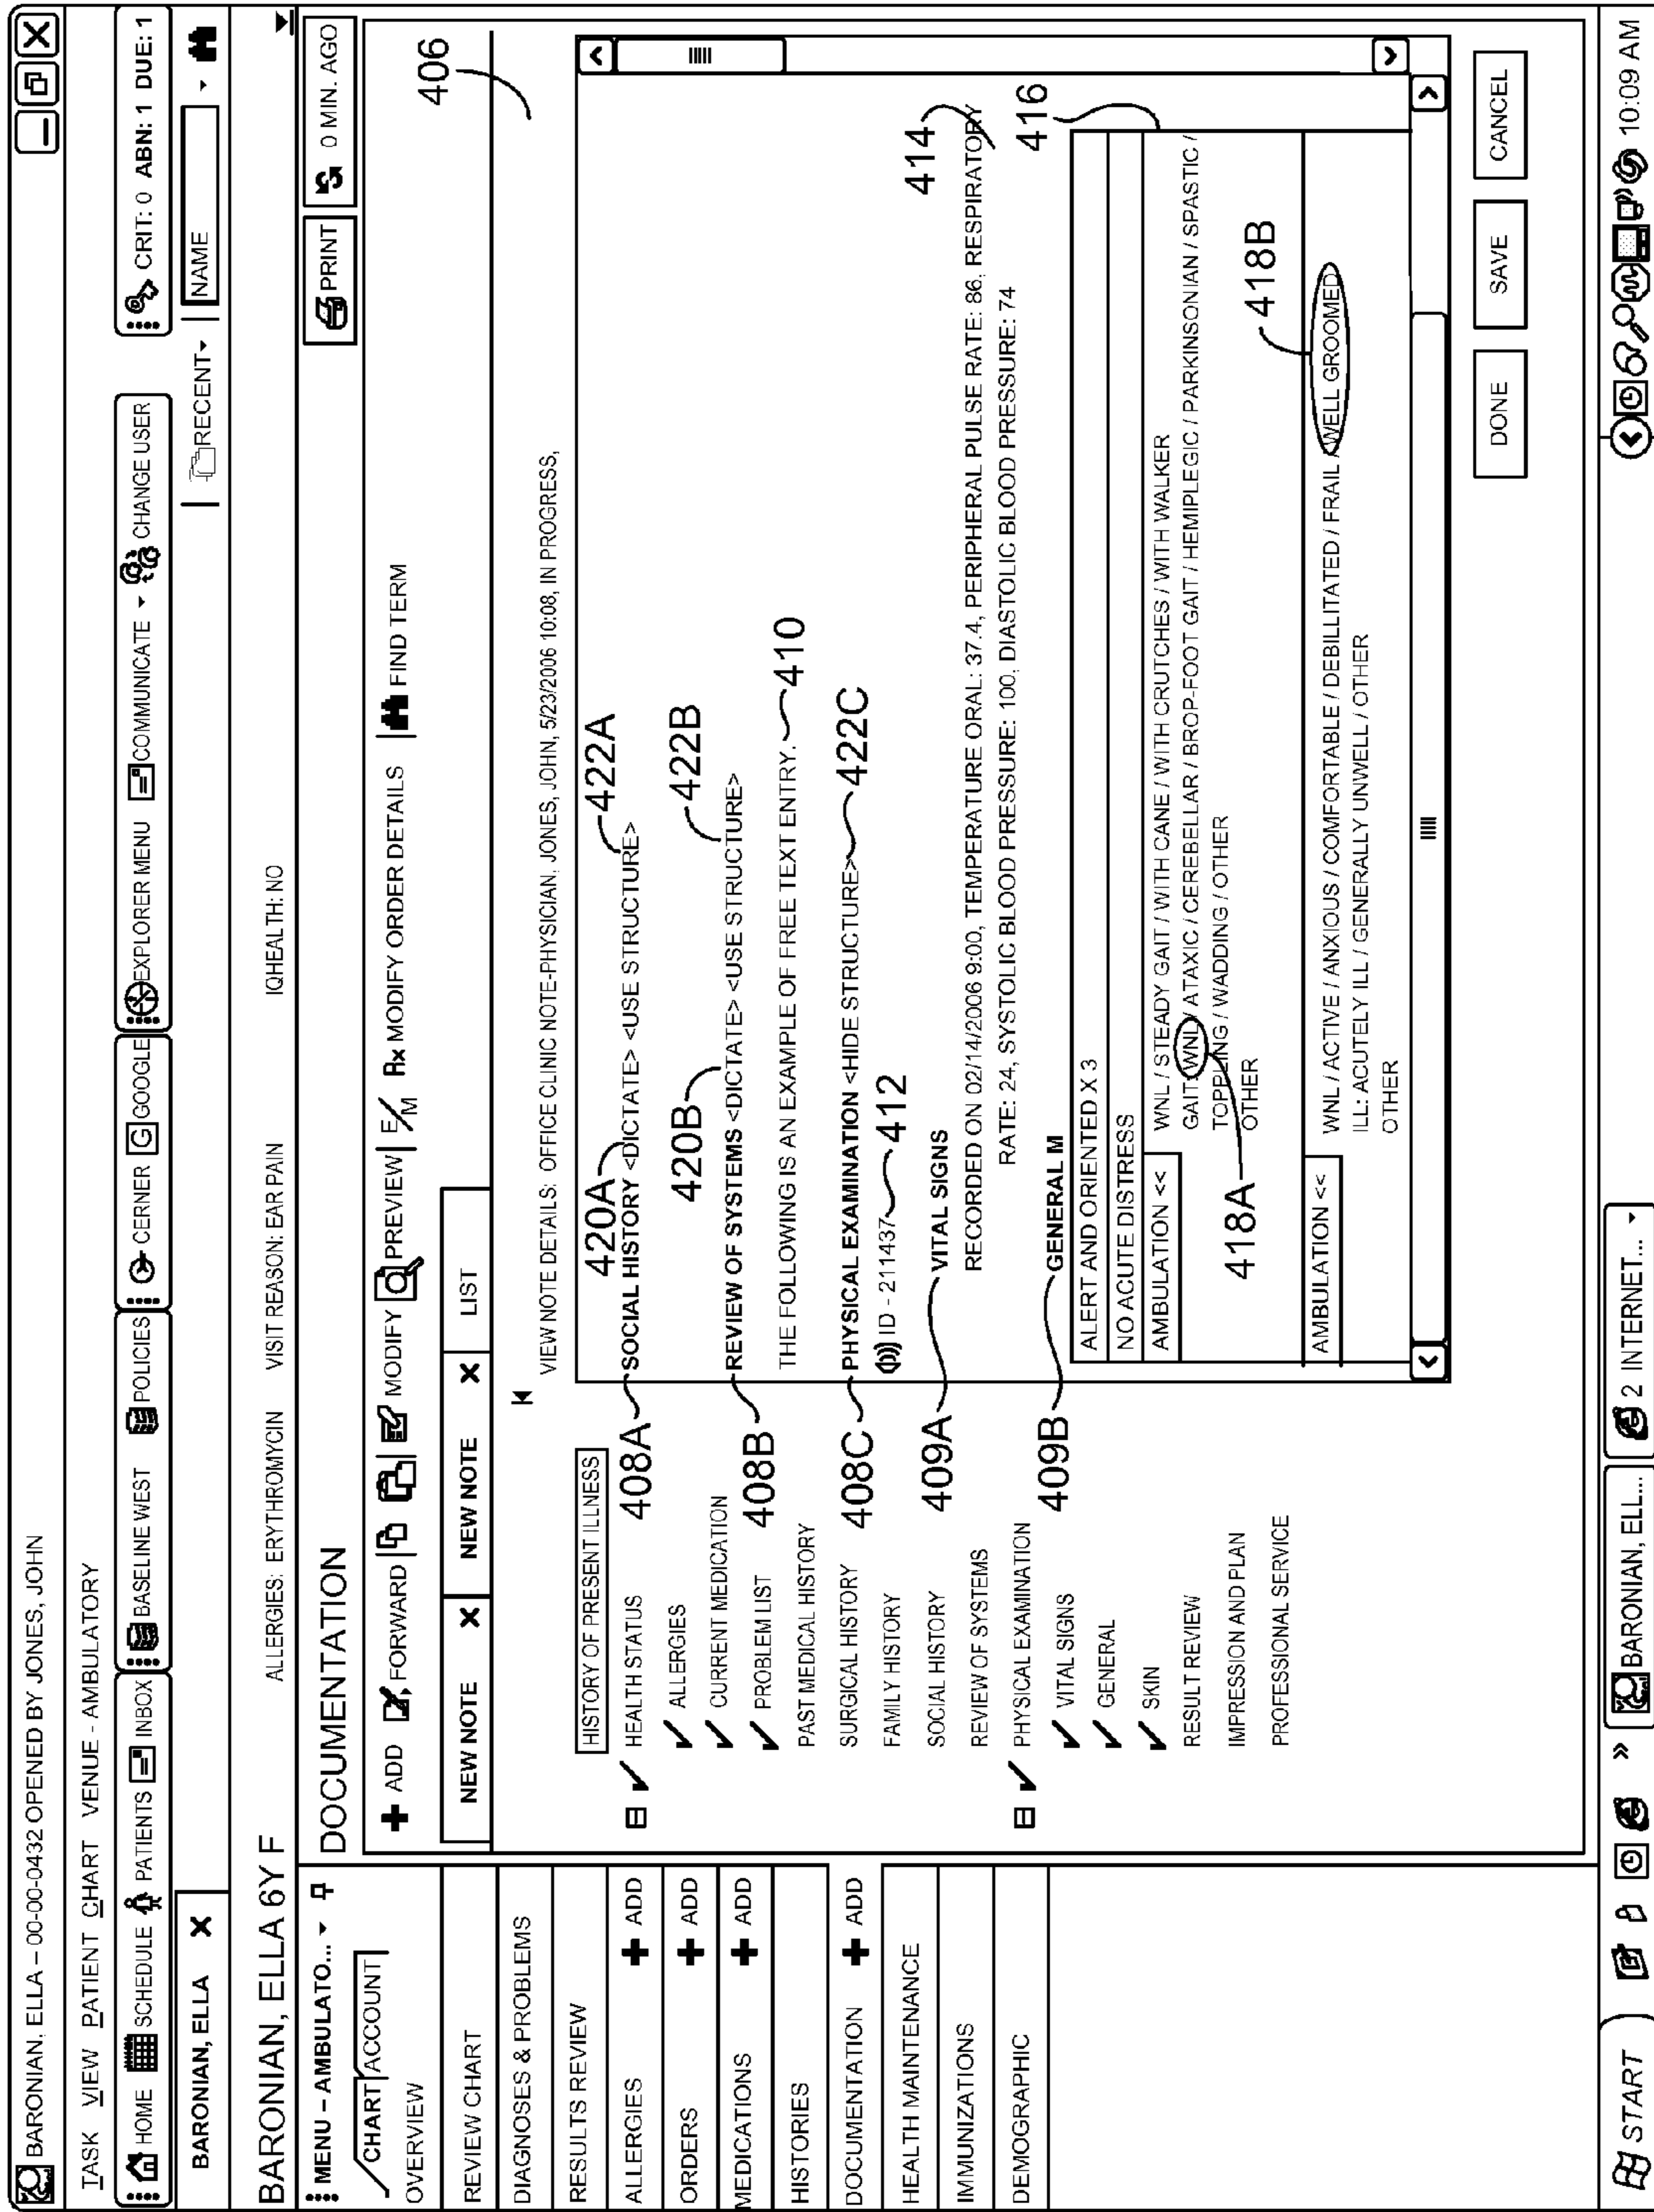 BARONIAN, ELLA – 00-00-0432 OPENED BY JONES, JOHN
TASK VIEW PATIENT CHART VENUE - AMBULATORY
HOME SCHEDULE PATIENTS INBOX BASELINE WEST POLICIES CERNER G GOOGLE EXPLORER MENU COMMUNICATE CHANGE USER CRIT: 0 ABN: 1 DUE: 1
BARONIAN, ELLA X RECENT NAME
BARONIAN, ELLA 6Y F ALLERGIES: ERYTHROMYCIN VISIT REASON: EAR PAIN IQHEALTH: NO
MENU – AMBULATO...
CHART ACCOUNT
OVERVIEW
REVIEW CHART
DIAGNOSES & PROBLEMS
RESULTS REVIEW
ALLERGIES + ADD
ORDERS + ADD
MEDICATIONS + ADD
HISTORIES
DOCUMENTATION + ADD
HEALTH MAINTENANCE
IMMUNIZATIONS
DEMOGRAPHIC
DOCUMENTATION PRINT 0 MIN. AGO
+ ADD FORWARD MODIFY PREVIEW E/M Rx MODIFY ORDER DETAILS FIND TERM
NEW NOTE X NEW NOTE X LIST
406
VIEW NOTE DETAILS: OFFICE CLINIC NOTE-PHYSICIAN, JONES, JOHN, 5/23/2006 10:08, IN PROGRESS,
HISTORY OF PRESENT ILLNESS
HEALTH STATUS
ALLERGIES
CURRENT MEDICATION
PROBLEM LIST
PAST MEDICAL HISTORY
SURGICAL HISTORY
FAMILY HISTORY
SOCIAL HISTORY
REVIEW OF SYSTEMS
PHYSICAL EXAMINATION
VITAL SIGNS
GENERAL
SKIN
RESULT REVIEW
IMPRESSION AND PLAN
PROFESSIONAL SERVICE
420A 422A
408A SOCIAL HISTORY <DICTATE> <USE STRUCTURE>
420B 422B
408B REVIEW OF SYSTEMS <DICTATE> <USE STRUCTURE>
THE FOLLOWING IS AN EXAMPLE OF FREE TEXT ENTRY. 410
408C PHYSICAL EXAMINATION <HIDE STRUCTURE> 422C
ID - 211437 412
414
409A VITAL SIGNS
RECORDED ON 02/14/2006 9:00, TEMPERATURE ORAL: 37.4, PERIPHERAL PULSE RATE: 86, RESPIRATORY
RATE: 24, SYSTOLIC BLOOD PRESSURE: 100, DIASTOLIC BLOOD PRESSURE: 74
416
409B GENERAL M
ALERT AND ORIENTED X 3
NO ACUTE DISTRESS
AMBULATION << WNL / STEADY GAIT / WITH CANE / WITH CRUTCHES / WITH WALKER
GAIT: WNL / ATAXIC / CEREBELLAR / BROP-FOOT GAIT / HEMIPLEGIC / PARKINSONIAN / SPASTIC /
TOPPLING / WADDING / OTHER
OTHER
418A 418B
AMBULATION << WNL / ACTIVE / ANXIOUS / COMFORTABLE / DEBILLITATED / FRAIL / WELL GROOMED
ILL: ACUTELY ILL / GENERALLY UNWELL / OTHER
OTHER
DONE SAVE CANCEL
START » BARONIAN, ELL... 2 INTERNET... 10:09 AM